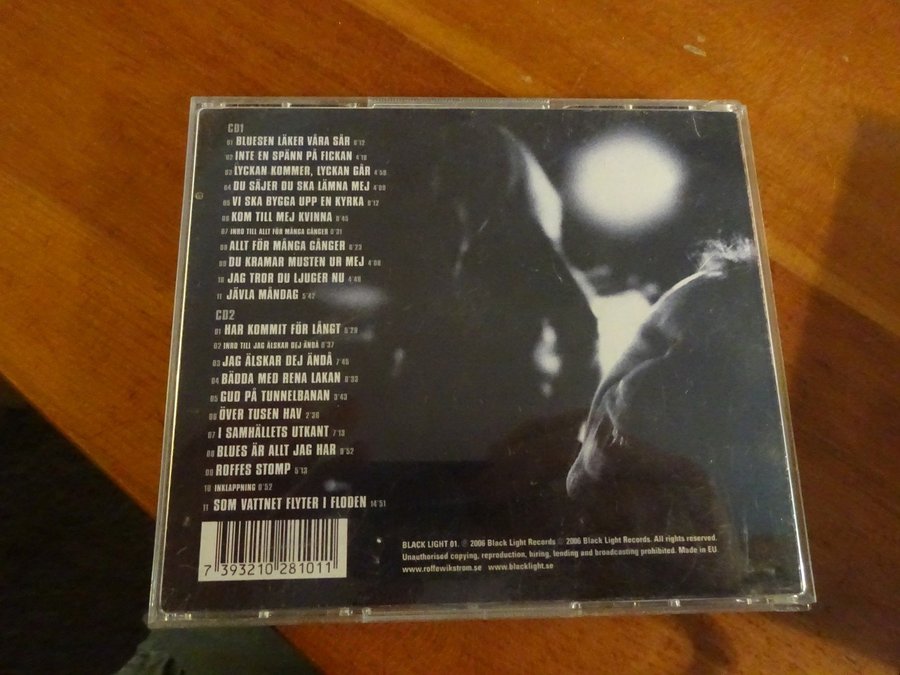 CD1
01 BLUESEN LÄKER VÅRA SÅR 6'12
02 INTE EN SPÄNN PÅ FICKAN 4'18
03 LYCKAN KOMMER, LYCKAN GÅR 4'50
04 DU SÄJER DU SKA LÄMNA MEJ 4'09
05 VI SKA BYGGA UPP EN KYRKA 6'12
06 KOM TILL MEJ KVINNA 6'45
07 INRO TILL ALLT FÖR MÅNGA GÅNGER 0'31
08 ALLT FÖR MÅNGA GÅNGER 6'23
09 DU KRAMAR MUSTEN UR MEJ 4'08
10 JAG TROR DU LJUGER NU 4'48
11 JÄVLA MÅNDAG 5'42
CD2
01 HAR KOMMIT FÖR LÅNGT 5'29
02 INRO TILL JAG ÄLSKAR DEJ ÄNDÅ 0'37
03 JAG ÄLSKAR DEJ ÄNDÅ 7'45
04 BÄDDA MED RENA LAKAN 6'33
05 GUD PÅ TUNNELBANAN 3'43
06 ÖVER TUSEN HAV 2'36
07 I SAMHÄLLETS UTKANT 7'13
08 BLUES ÄR ALLT JAG HAR 9'52
09 ROFFES STOMP 5'13
10 INKLAPPNING 0'52
11 SOM VATTNET FLYTER I FLODEN 14'51
BLACK LIGHT 01. ℗ 2006 Black Light Records © 2006 Black Light Records. All rights reserved.
Unauthorised copying, reproduction, hiring, lending and broadcasting prohibited. Made in EU
www.roffewikstrom.se www.blacklight.se
7 393210 281011